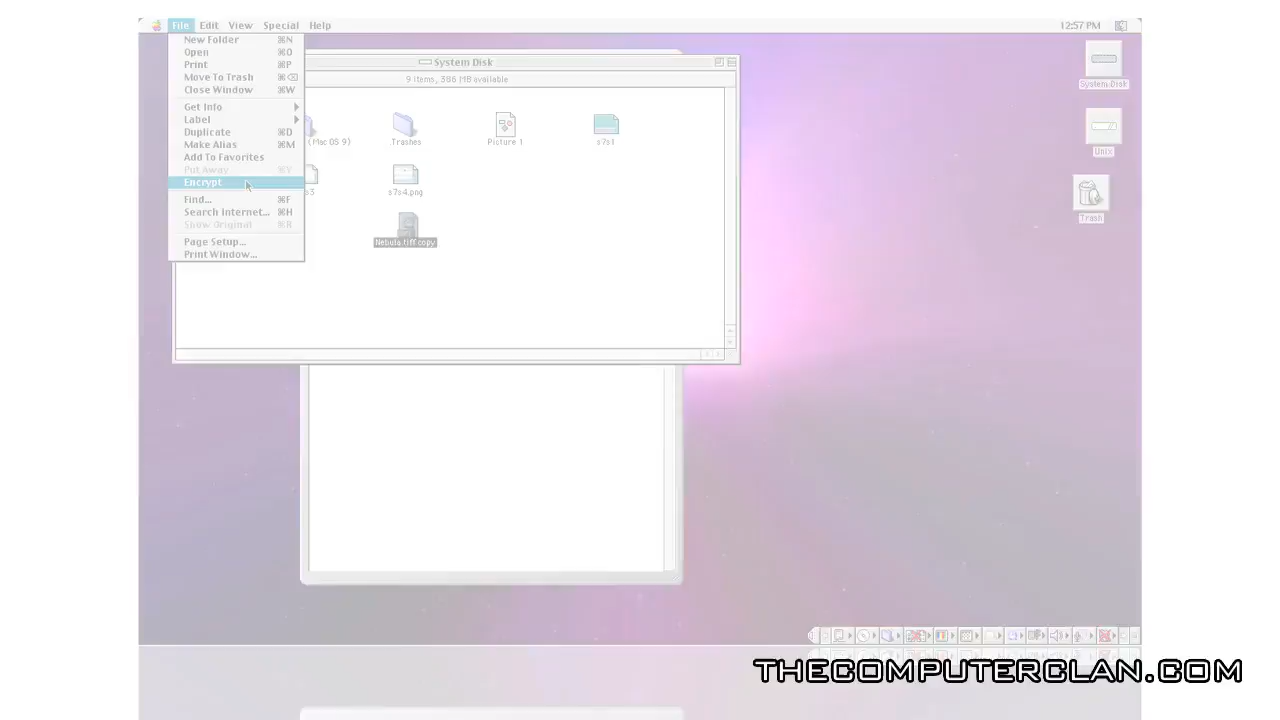 File Edit View Special Help 12:57 PM
New Folder ⌘N
Open ⌘O
Print ⌘P
Move To Trash ⌘⌫
Close Window ⌘W
Get Info
Label
Duplicate ⌘D
Make Alias ⌘M
Add To Favorites
Put Away ⌘Y
Encrypt
Find... ⌘F
Search Internet... ⌘H
Show Original ⌘R
Page Setup...
Print Window...
System Disk
9 items, 386 MB available
(Mac OS 9) .Trashes Picture 1 s7s1
s3 s7s4.png
Nebula.tiff copy
System Disk
Unix
Trash
THECOMPUTERCLAN.COM